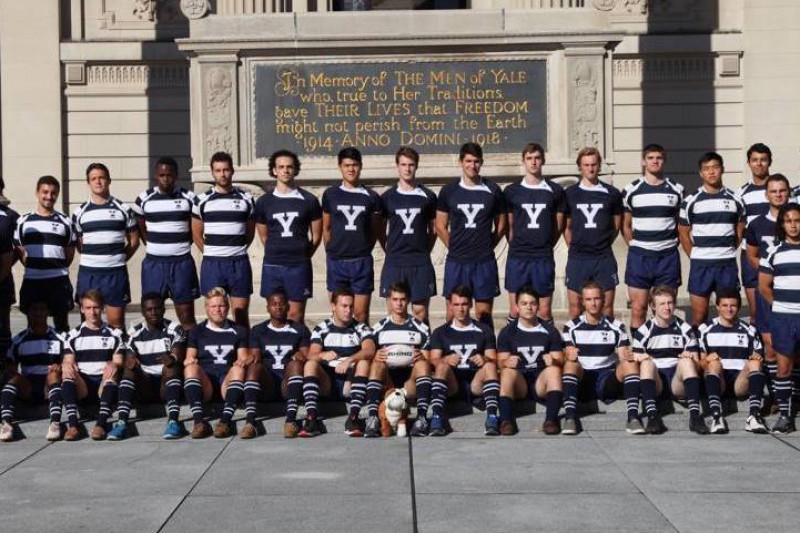 In Memory of THE MEN of YALE
who, true to Her Traditions,
gave THEIR LIVES that FREEDOM
might not perish from the Earth
·1914· ANNO DOMINI ·1918·
Y Y Y Y Y Y
Y Y Y Y
RHINO